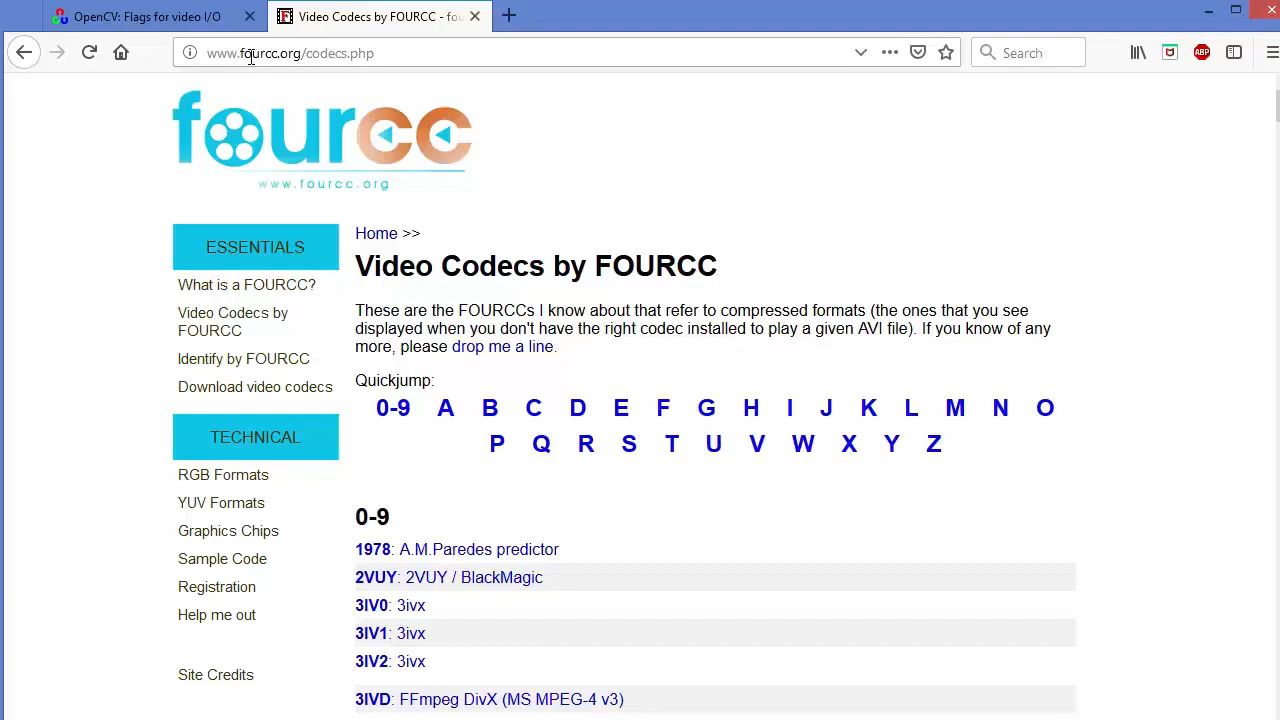 OpenCV: Flags for video I/O
Video Codecs by FOURCC - fou
www.fourcc.org/codecs.php
Search
ABP
fourcc
www.fourcc.org
ESSENTIALS
What is a FOURCC?
Video Codecs by
FOURCC
Identify by FOURCC
Download video codecs
TECHNICAL
RGB Formats
YUV Formats
Graphics Chips
Sample Code
Registration
Help me out
Site Credits
Home >>
Video Codecs by FOURCC
These are the FOURCCs I know about that refer to compressed formats (the ones that you see
displayed when you don't have the right codec installed to play a given AVI file). If you know of any
more, please drop me a line.
Quickjump:
0-9 A B C D E F G H I J K L M N O
P Q R S T U V W X Y Z
0-9
1978: A.M.Paredes predictor
2VUY: 2VUY / BlackMagic
3IV0: 3ivx
3IV1: 3ivx
3IV2: 3ivx
3IVD: FFmpeg DivX (MS MPEG-4 v3)